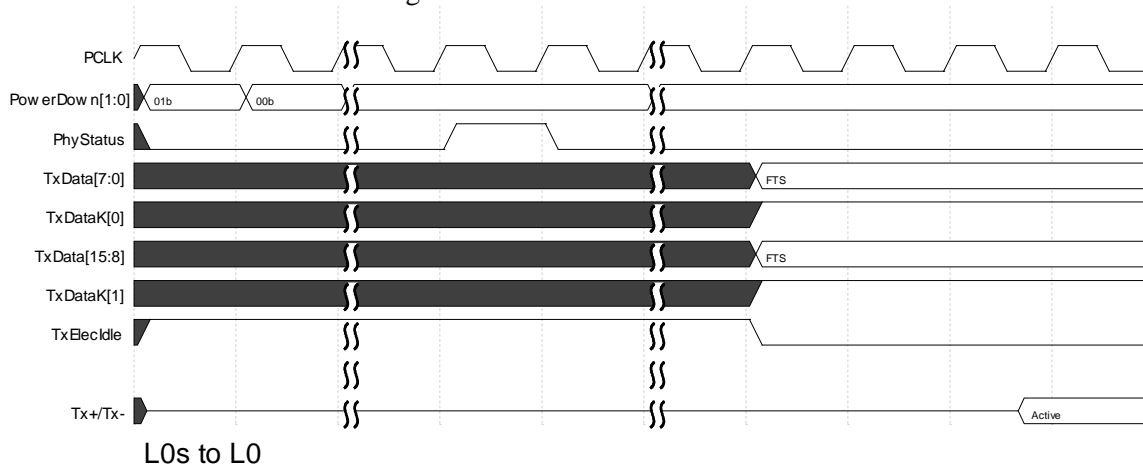 g
PCLK
PowerDown[1:0] 01b 00b
PhyStatus
TxData[7:0] FTS
TxDataK[0]
TxData[15:8] FTS
TxDataK[1]
TxElecIdle
Tx+/Tx- Active
L0s to L0